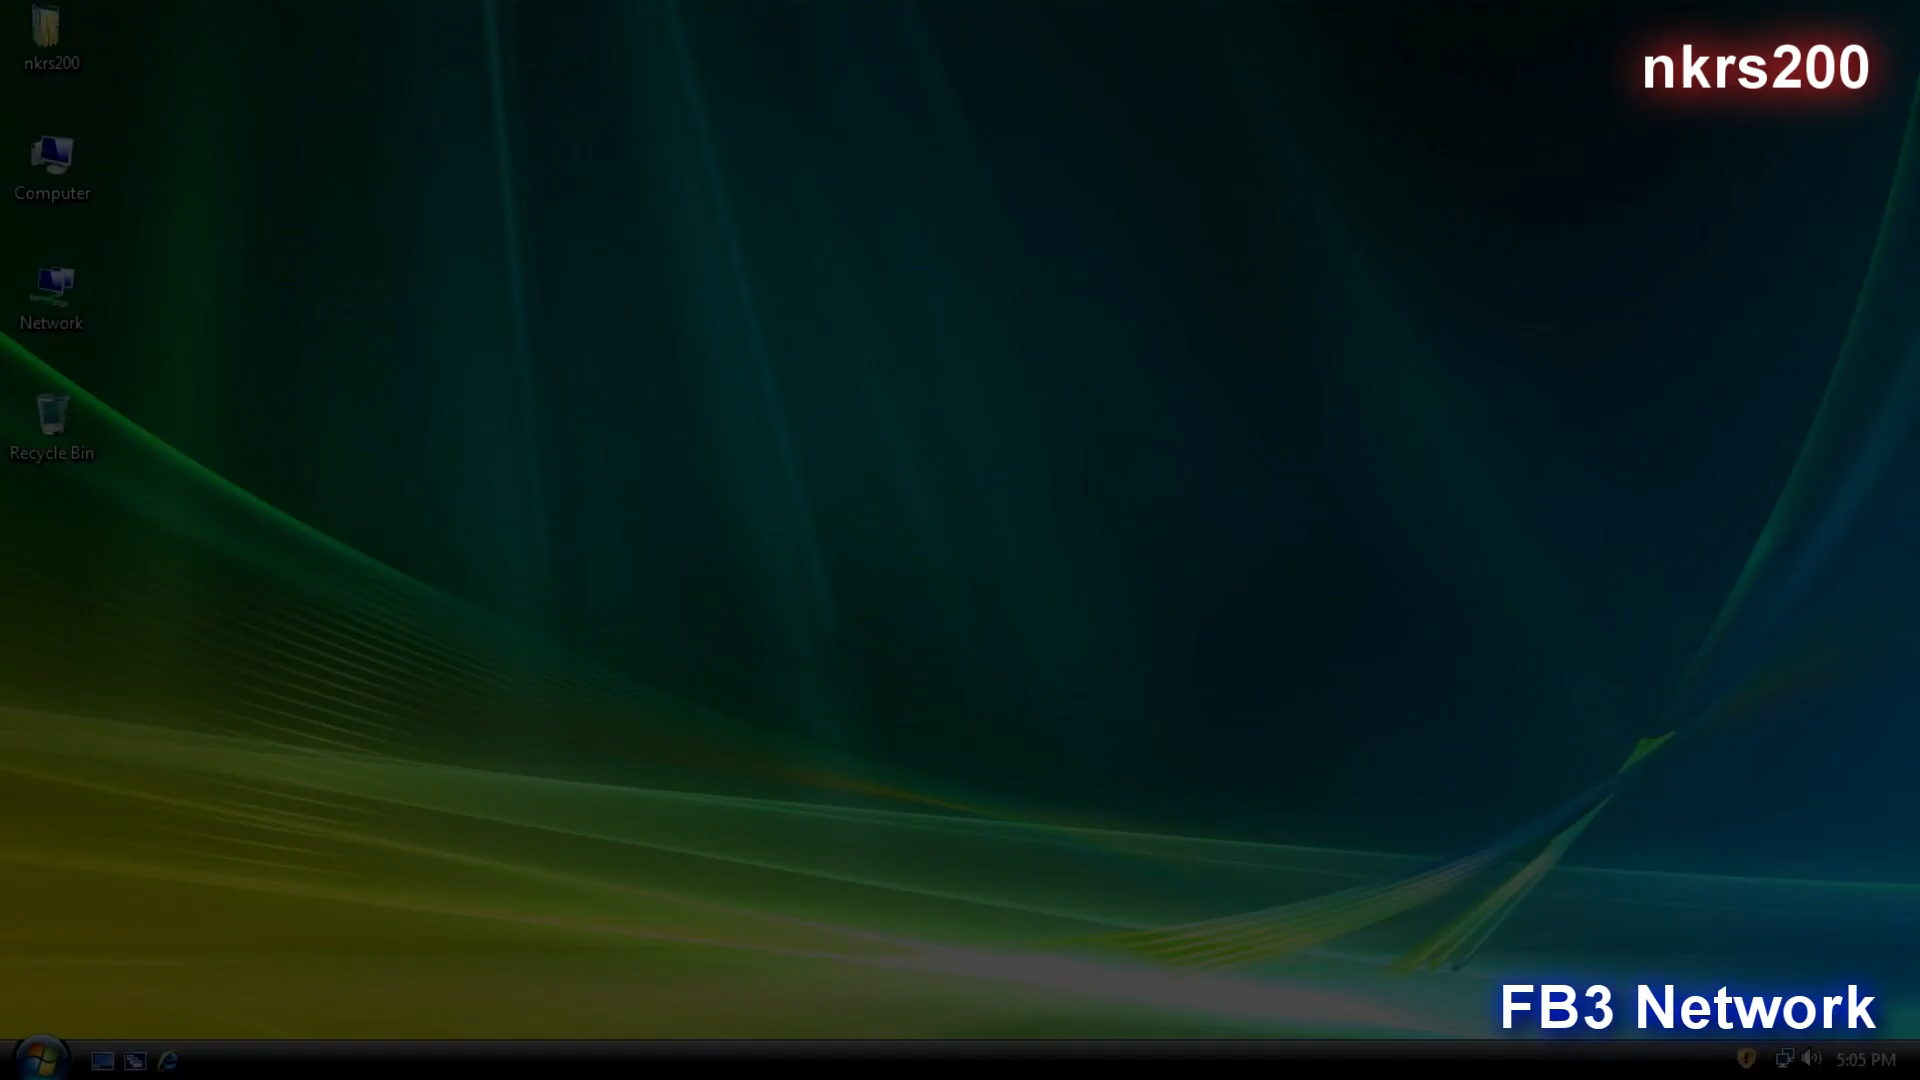 nkrs200
nkrs200
Computer
Network
Recycle Bin
FB3 Network
5:05 PM